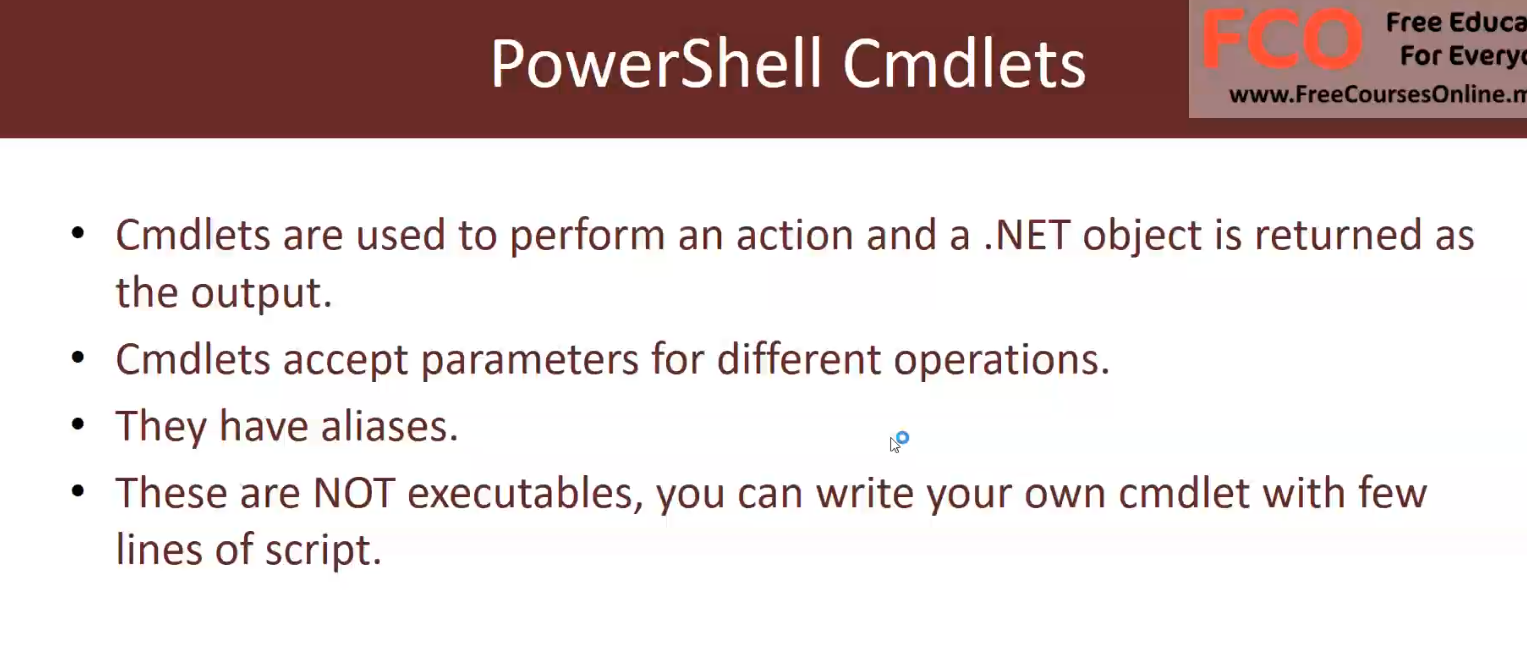 PowerShell Cmdlets
FCO
Free Educa
For Everyo
www.FreeCoursesOnline.m
• Cmdlets are used to perform an action and a .NET object is returned as
the output.
• Cmdlets accept parameters for different operations.
• They have aliases.
• These are NOT executables, you can write your own cmdlet with few
lines of script.